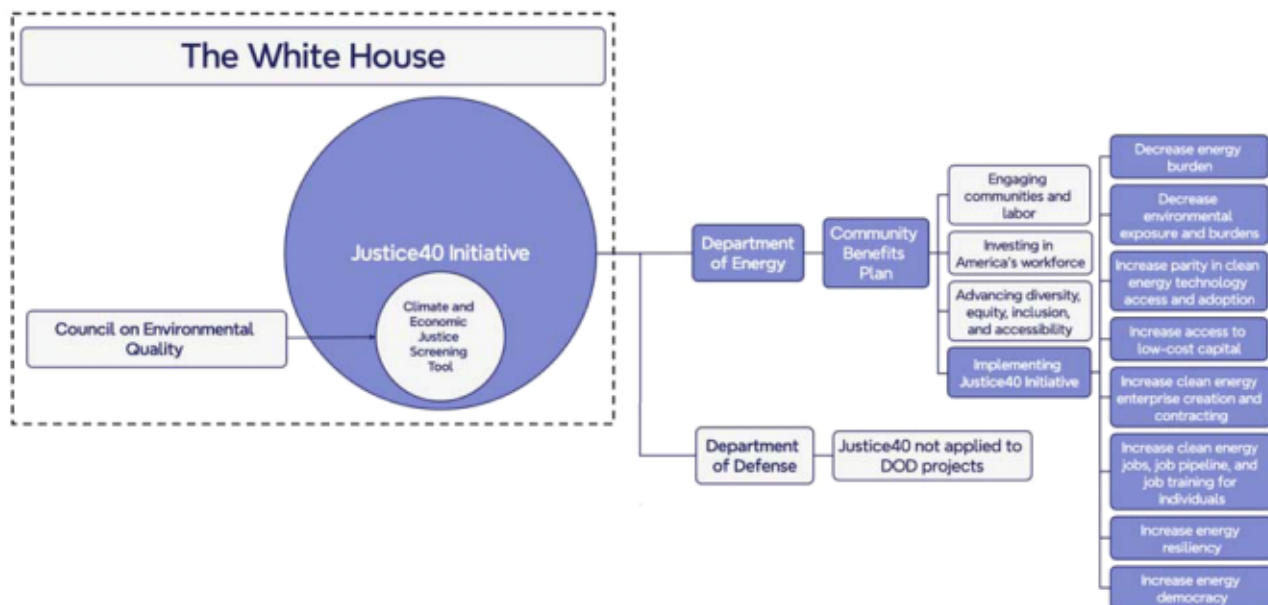 The White House
Justice40 Initiative
Climate and
Economic
Justice
Screening
Tool
Council on Environmental
Quality
Department
of Energy
Community
Benefits
Plan
Engaging
communities and
labor
Investing in
America's workforce
Advancing diversity,
equity, inclusion,
and accessibility
Implementing
Justice40 Initiative
Decrease energy
burden
Decrease
environmental
exposure and burdens
Increase parity in clean
energy technology
access and adoption
Increase access to
low-cost capital
Increase clean energy
enterprise creation and
contracting
Increase clean energy
jobs, job pipeline, and
job training for
individuals
Increase energy
resiliency
Increase energy
democracy
Department
of Defense
Justice40 not applied to
DOD projects